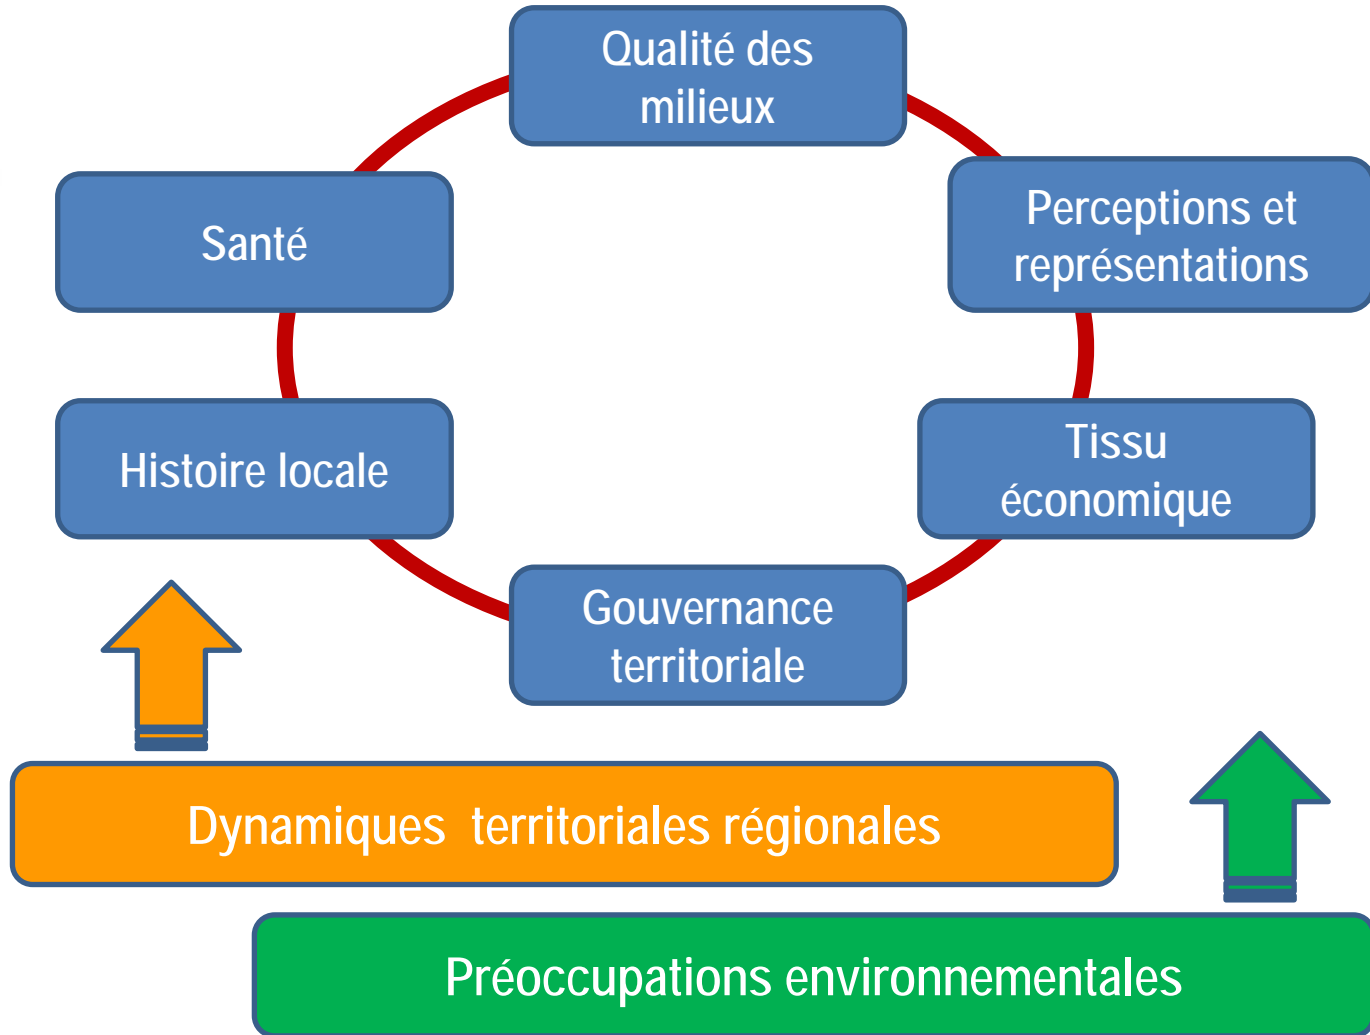 Qualité des
milieux
Santé
Perceptions et
représentations
Histoire locale
Tissu
économique
Gouvernance
territoriale
Dynamiques  territoriales régionales
Préoccupations environnementales